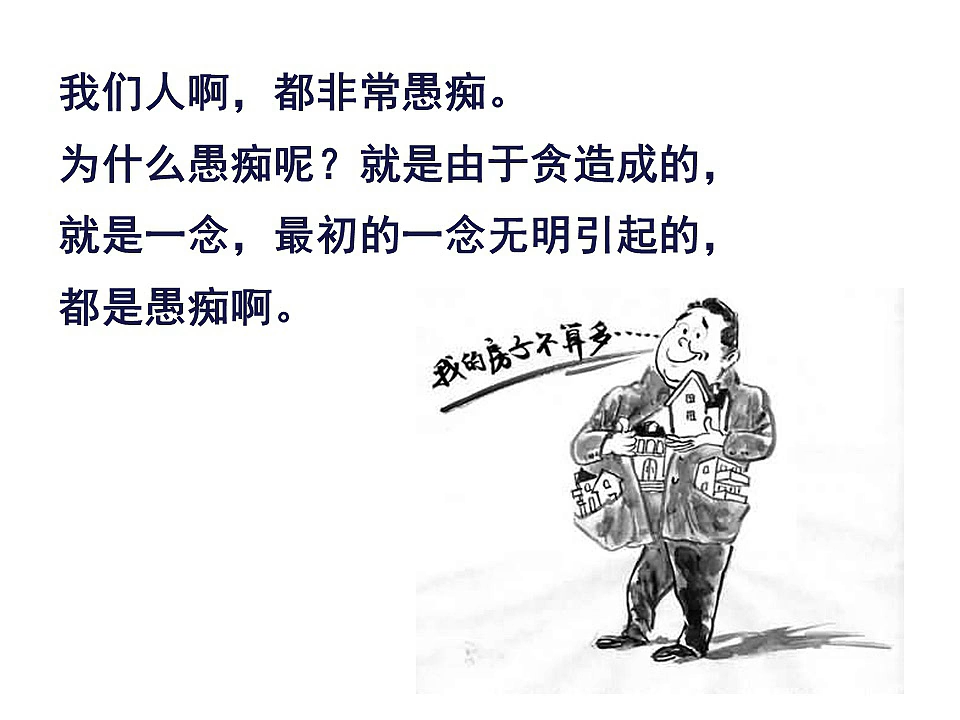 我们人啊，都非常愚痴。
为什么愚痴呢？就是由于贪造成的，
就是一念，最初的一念无明引起的，
都是愚痴啊。
我的房子不算多……